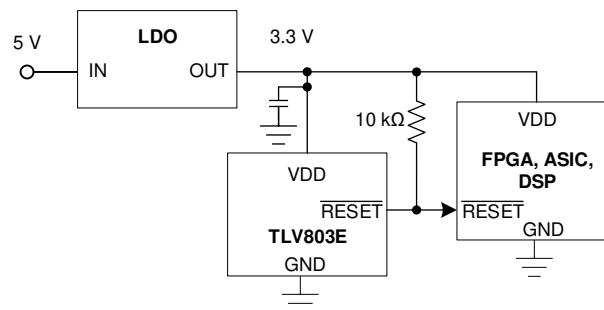 LDO
5 V
3.3 V
IN
OUT
10 kΩ
VDD
FPGA, ASIC,
DSP
VDD
RESET
RESET
TLV803E
GND
GND